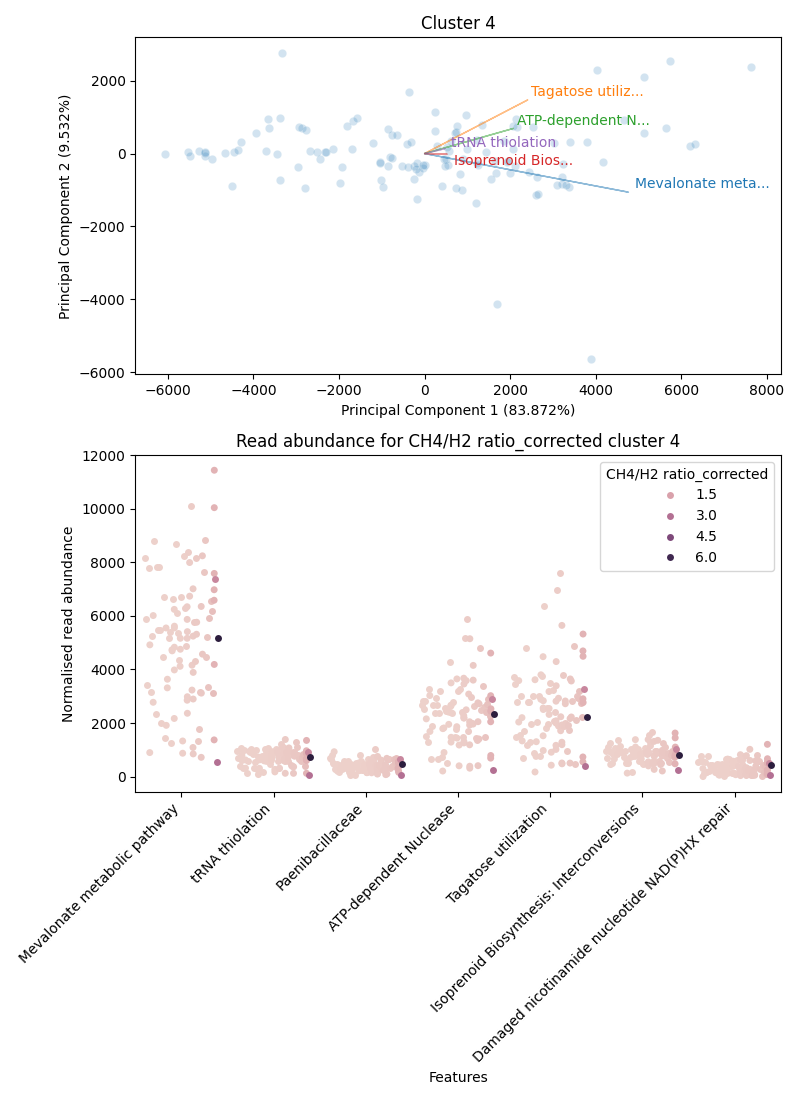 Cluster 4
Principal Component 2 (9.532%)
2000
0
−2000
−4000
−6000
Tagatose utiliz...
ATP-dependent N...
tRNA thiolation
Isoprenoid Bios...
Mevalonate meta...
−6000 −4000 −2000 0 2000 4000 6000 8000
Principal Component 1 (83.872%)
Read abundance for CH4/H2 ratio_corrected cluster 4
Normalised read abundance
12000
10000
8000
6000
4000
2000
0
CH4/H2 ratio_corrected
1.5
3.0
4.5
6.0
Mevalonate metabolic pathway
tRNA thiolation
Paenibacillaceae
ATP-dependent Nuclease
Tagatose utilization
Isoprenoid Biosynthesis: Interconversions
Damaged nicotinamide nucleotide NAD(P)HX repair
Features